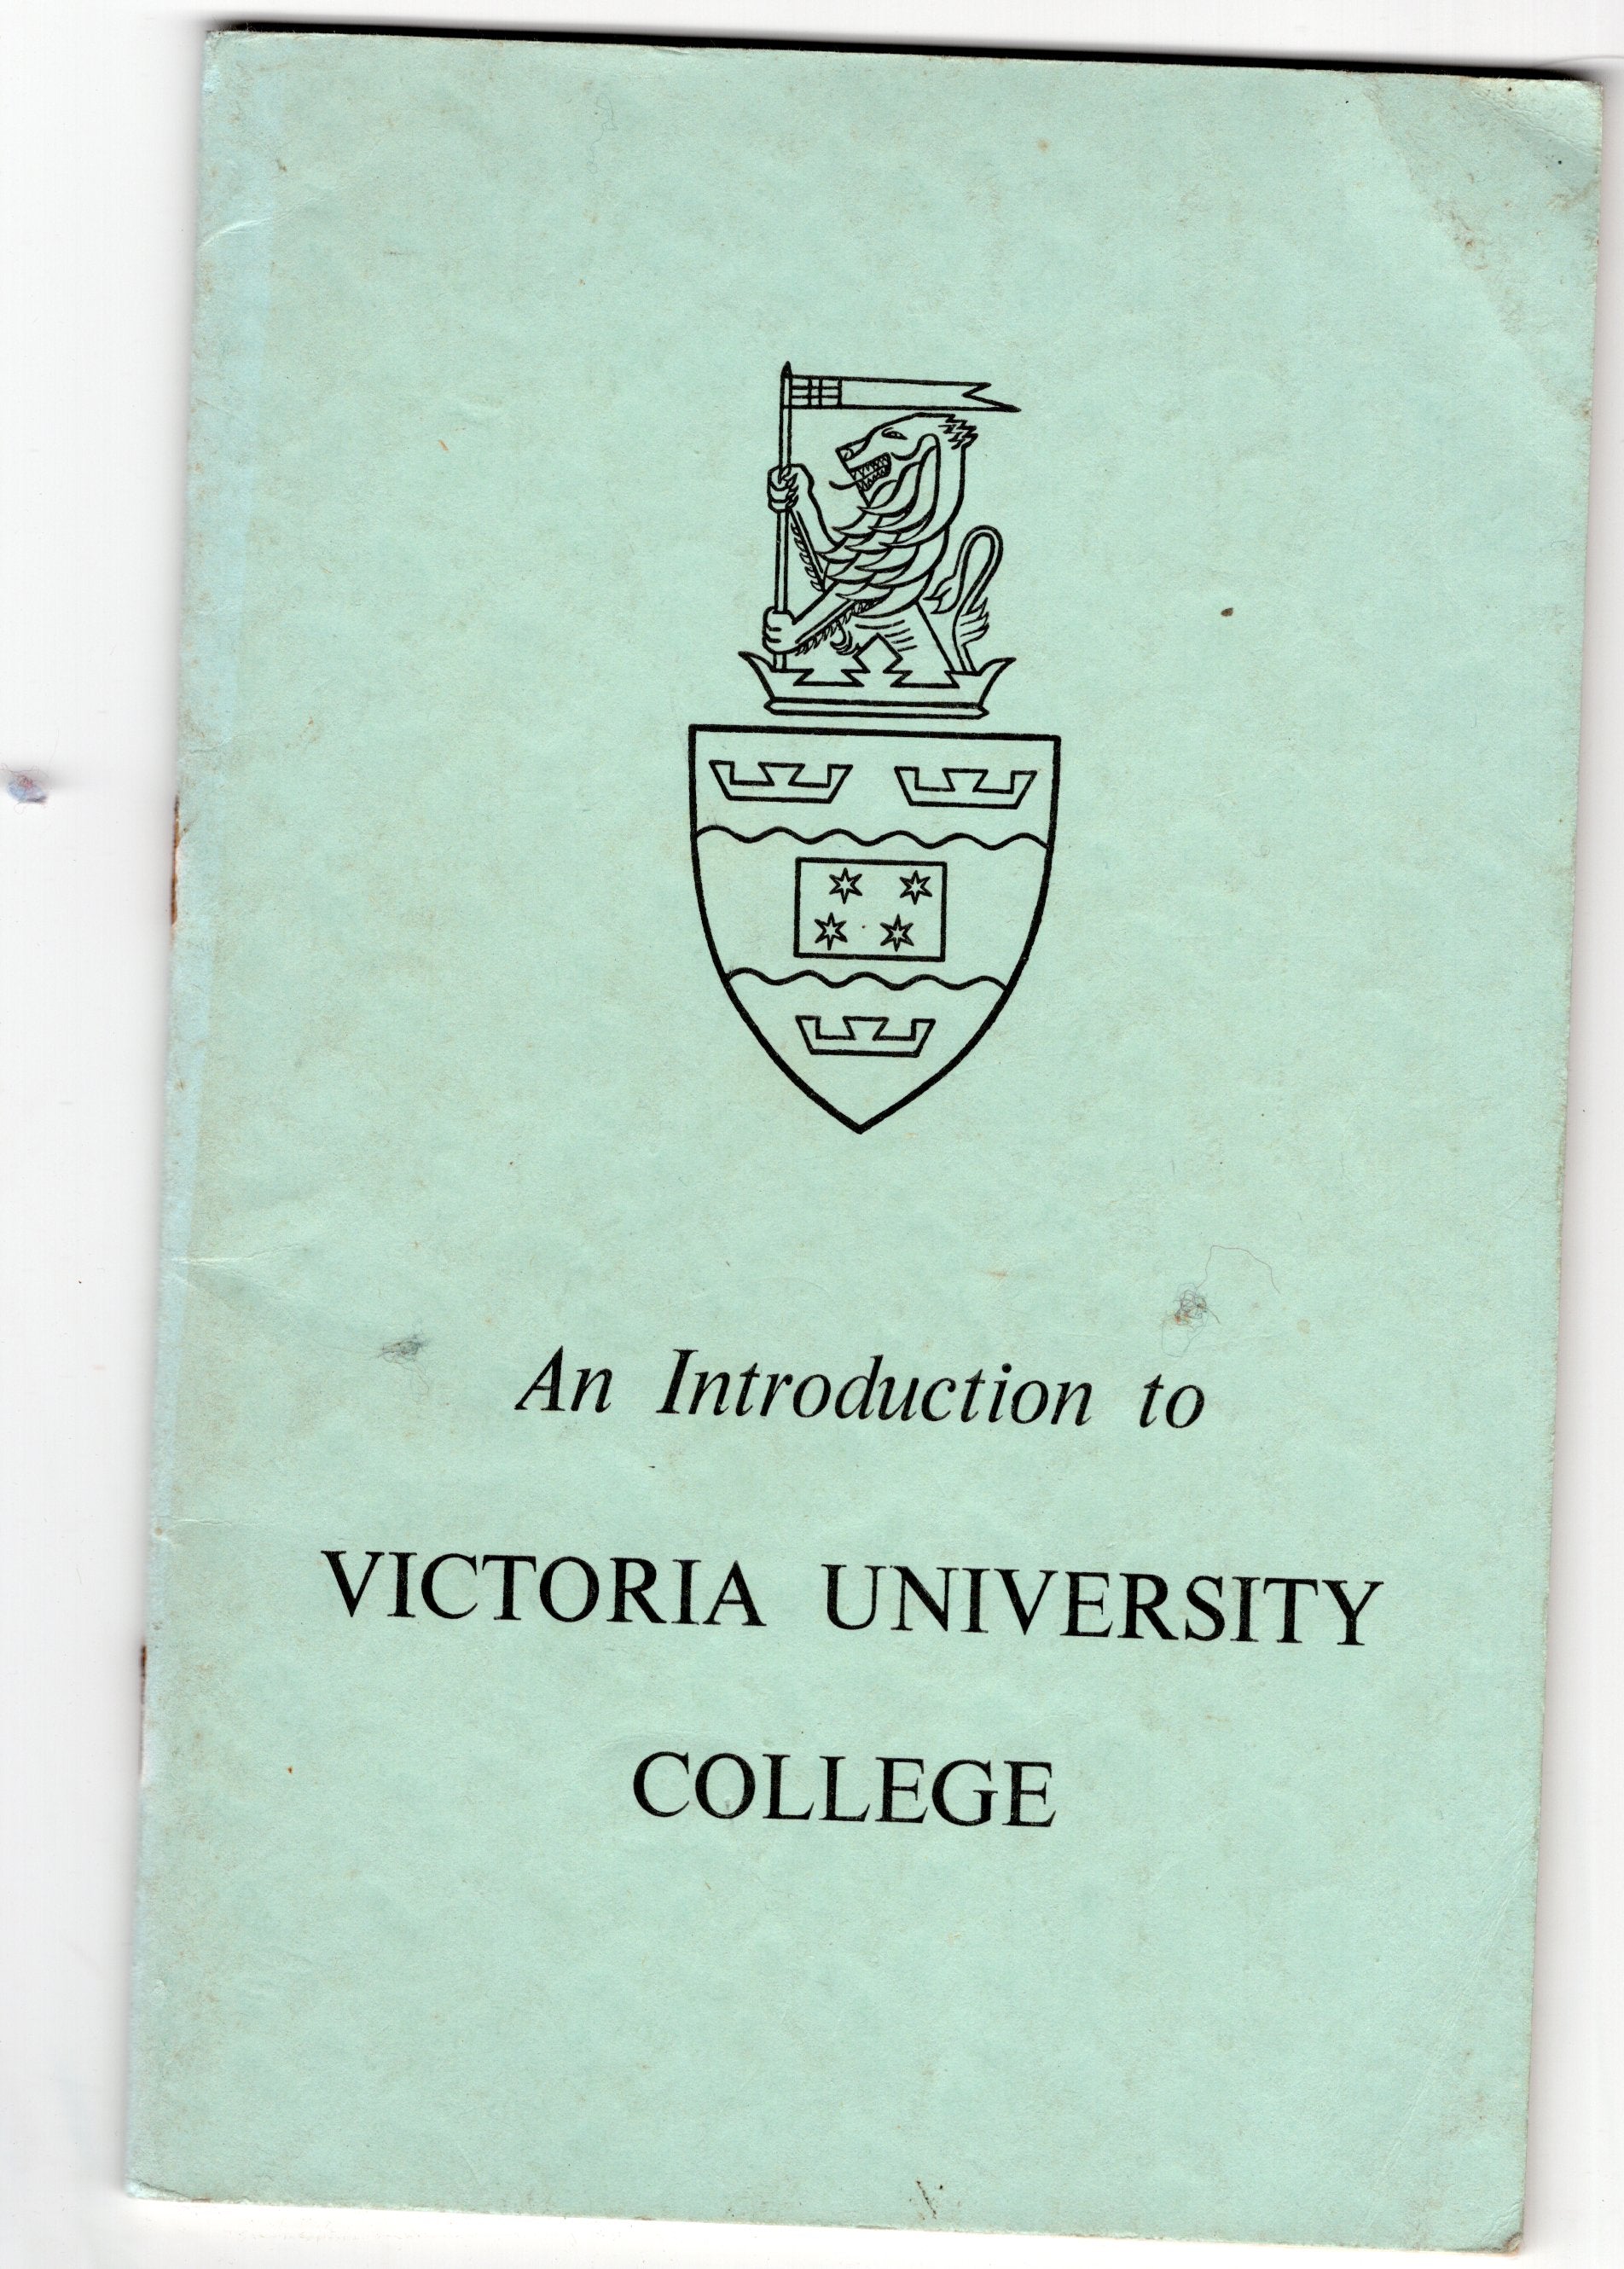 An Introduction to
VICTORIA UNIVERSITY
COLLEGE